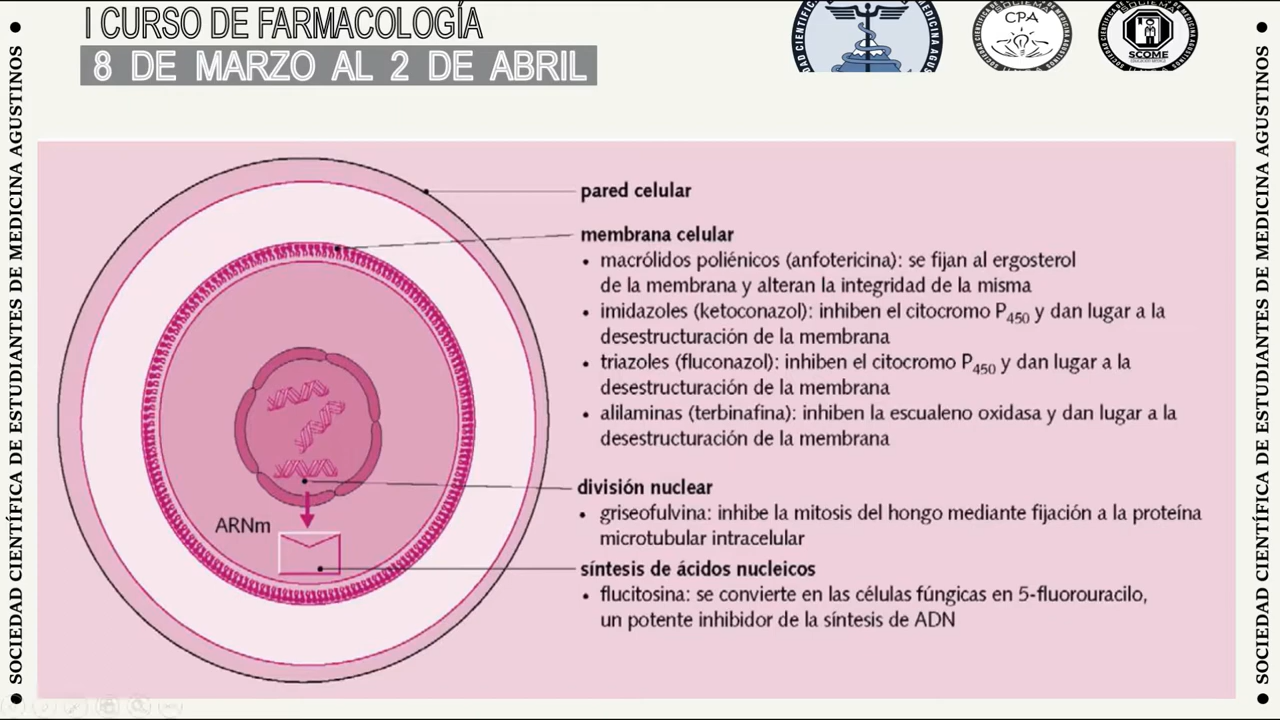 I CURSO DE FARMACOLOGÍA
8 DE MARZO AL 2 DE ABRIL
CPA
SCOME
SOCIEDAD CIENTÍFICA DE ESTUDIANTES DE MEDICINA AGUSTINOS
pared celular
membrana celular
• macrólidos poliénicos (anfotericina): se fijan al ergosterol
de la membrana y alteran la integridad de la misma
• imidazoles (ketoconazol): inhiben el citocromo P450 y dan lugar a la
desestructuración de la membrana
• triazoles (fluconazol): inhiben el citocromo P450 y dan lugar a la
desestructuración de la membrana
• alilaminas (terbinafina): inhiben la escualeno oxidasa y dan lugar a la
desestructuración de la membrana
división nuclear
• griseofulvina: inhibe la mitosis del hongo mediante fijación a la proteína
microtubular intracelular
ARNm
síntesis de ácidos nucleicos
• flucitosina: se convierte en las células fúngicas en 5-fluorouracilo,
un potente inhibidor de la síntesis de ADN
SOCIEDAD CIENTÍFICA DE ESTUDIANTES DE MEDICINA AGUSTINOS